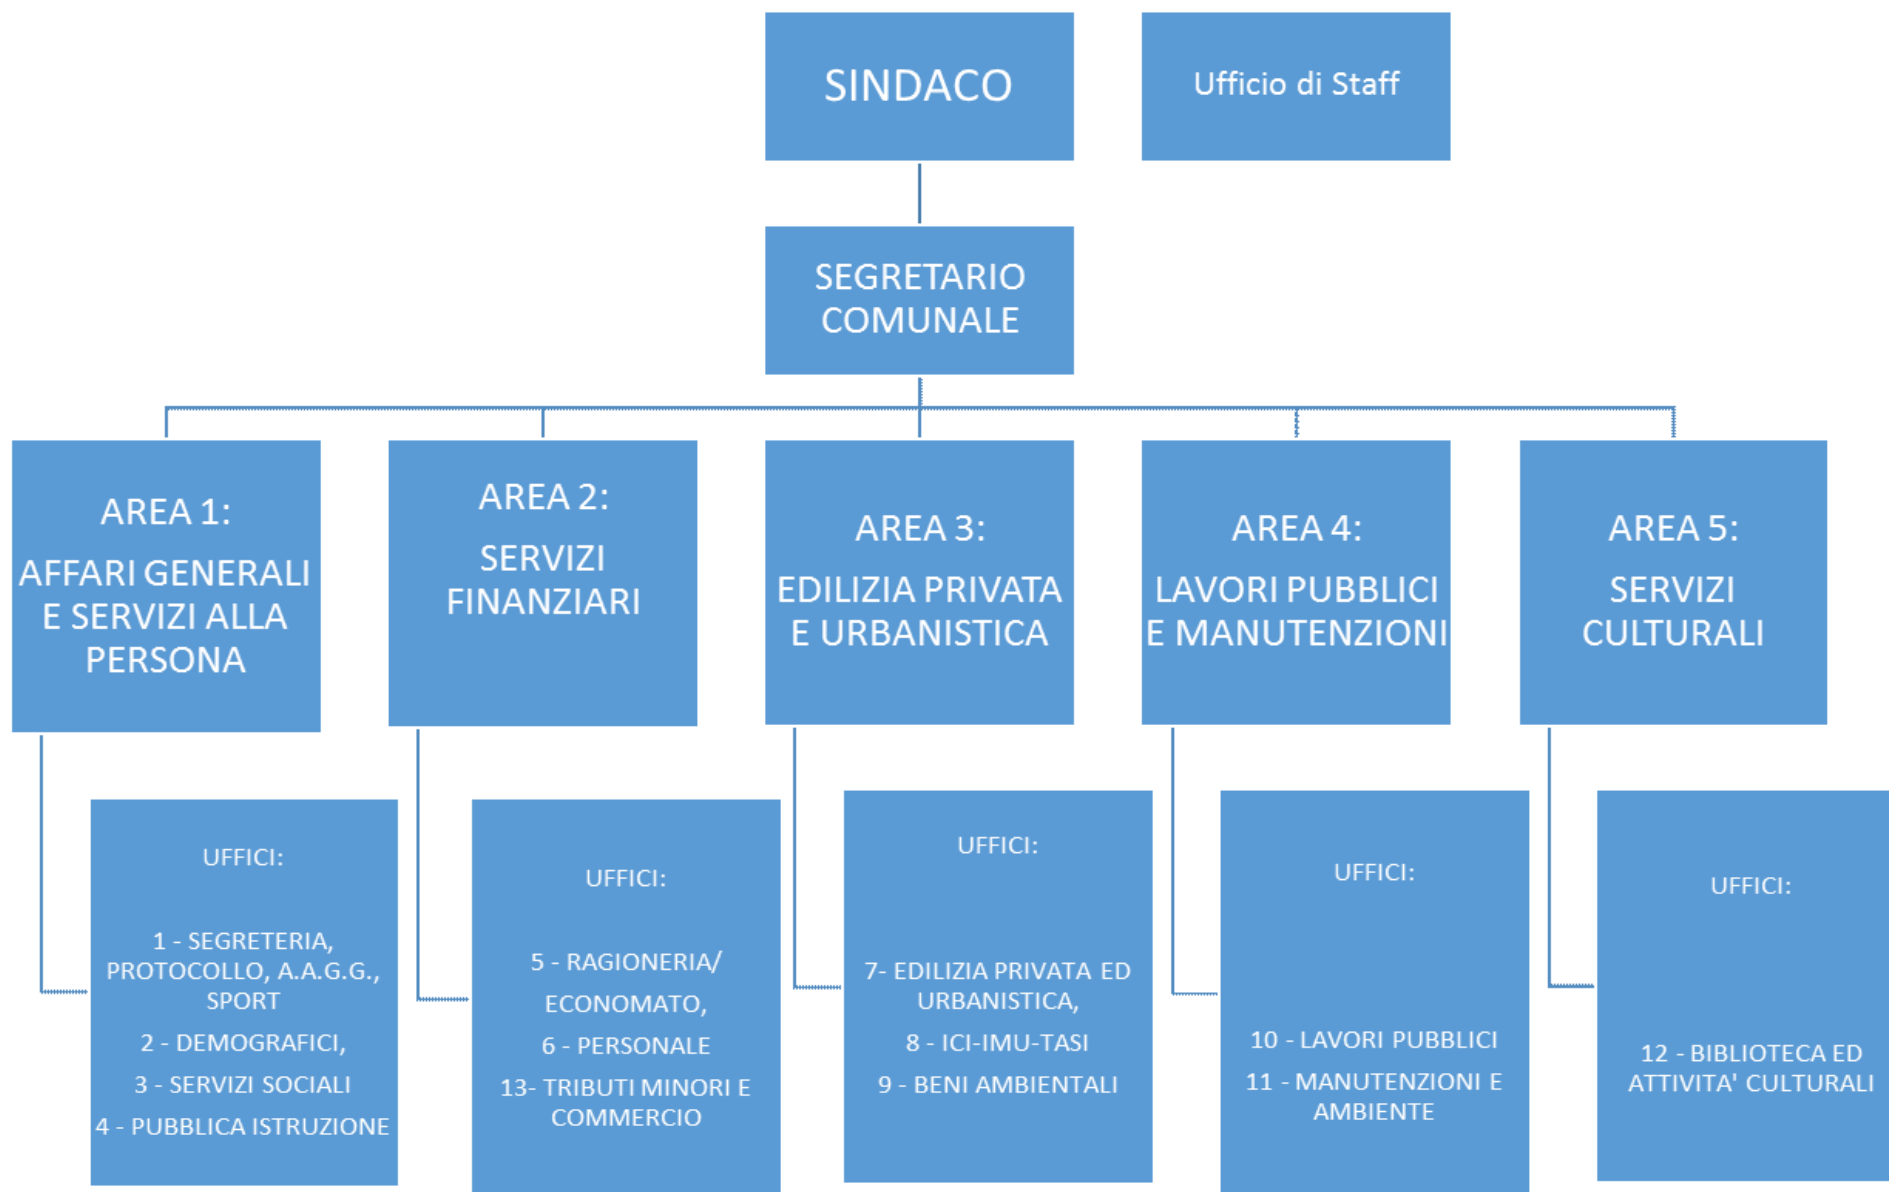 SINDACO
Ufficio di Staff
SEGRETARIO
COMUNALE
AREA 1:
AFFARI GENERALI
E SERVIZI ALLA
PERSONA
AREA 2:
SERVIZI
FINANZIARI
AREA 3:
EDILIZIA PRIVATA
E URBANISTICA
AREA 4:
LAVORI PUBBLICI
E MANUTENZIONI
AREA 5:
SERVIZI
CULTURALI
UFFICI:
1 - SEGRETERIA,
PROTOCOLLO, A.A.G.G.,
SPORT
2 - DEMOGRAFICI,
3 - SERVIZI SOCIALI
4 - PUBBLICA ISTRUZIONE
UFFICI:
5 - RAGIONERIA/
ECONOMATO,
6 - PERSONALE
13- TRIBUTI MINORI E
COMMERCIO
UFFICI:
7- EDILIZIA PRIVATA ED
URBANISTICA,
8 - ICI-IMU-TASI
9 - BENI AMBIENTALI
UFFICI:
10 - LAVORI PUBBLICI
11 - MANUTENZIONI E
AMBIENTE
UFFICI:
12 - BIBLIOTECA ED
ATTIVITA' CULTURALI